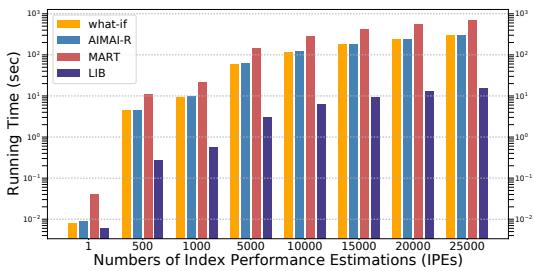 what-if
AIMAI-R
MART
LIB
Running Time (sec)
10³
10²
10¹
10⁰
10⁻¹
10⁻²
10³
10²
10¹
10⁰
10⁻¹
10⁻²
1 500 1000 5000 10000 15000 20000 25000
Numbers of Index Performance Estimations (IPEs)